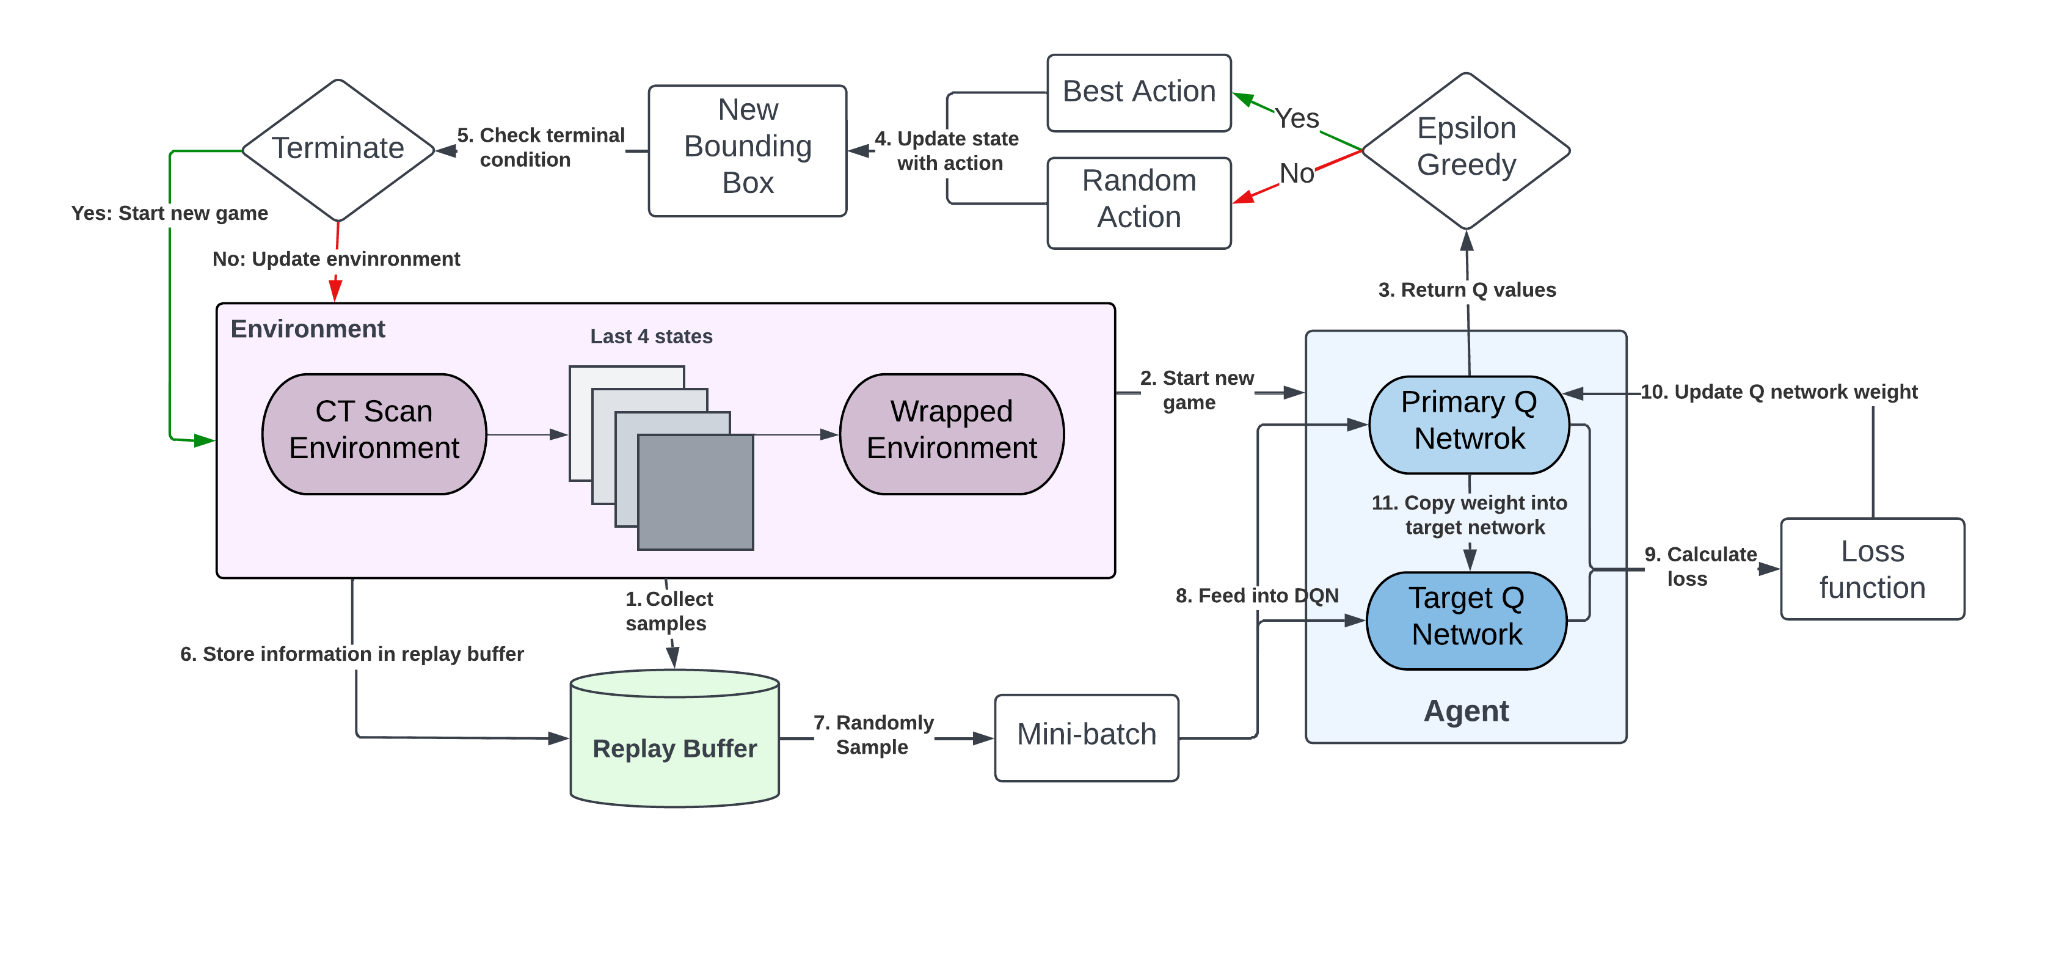 Terminate
5. Check terminal
condition
New
Bounding
Box
4. Update state
with action
Best Action
Random
Action
Yes
No
Epsilon
Greedy
Yes: Start new game
No: Update envinronment
3. Return Q values
Environment
Last 4 states
CT Scan
Environment
Wrapped
Environment
2. Start new
game
Primary Q
Netwrok
10. Update Q network weight
11. Copy weight into
target network
9. Calculate
loss
Loss
function
8. Feed into DQN
Target Q
Network
Agent
1. Collect
samples
6. Store information in replay buffer
Replay Buffer
7. Randomly
Sample
Mini-batch